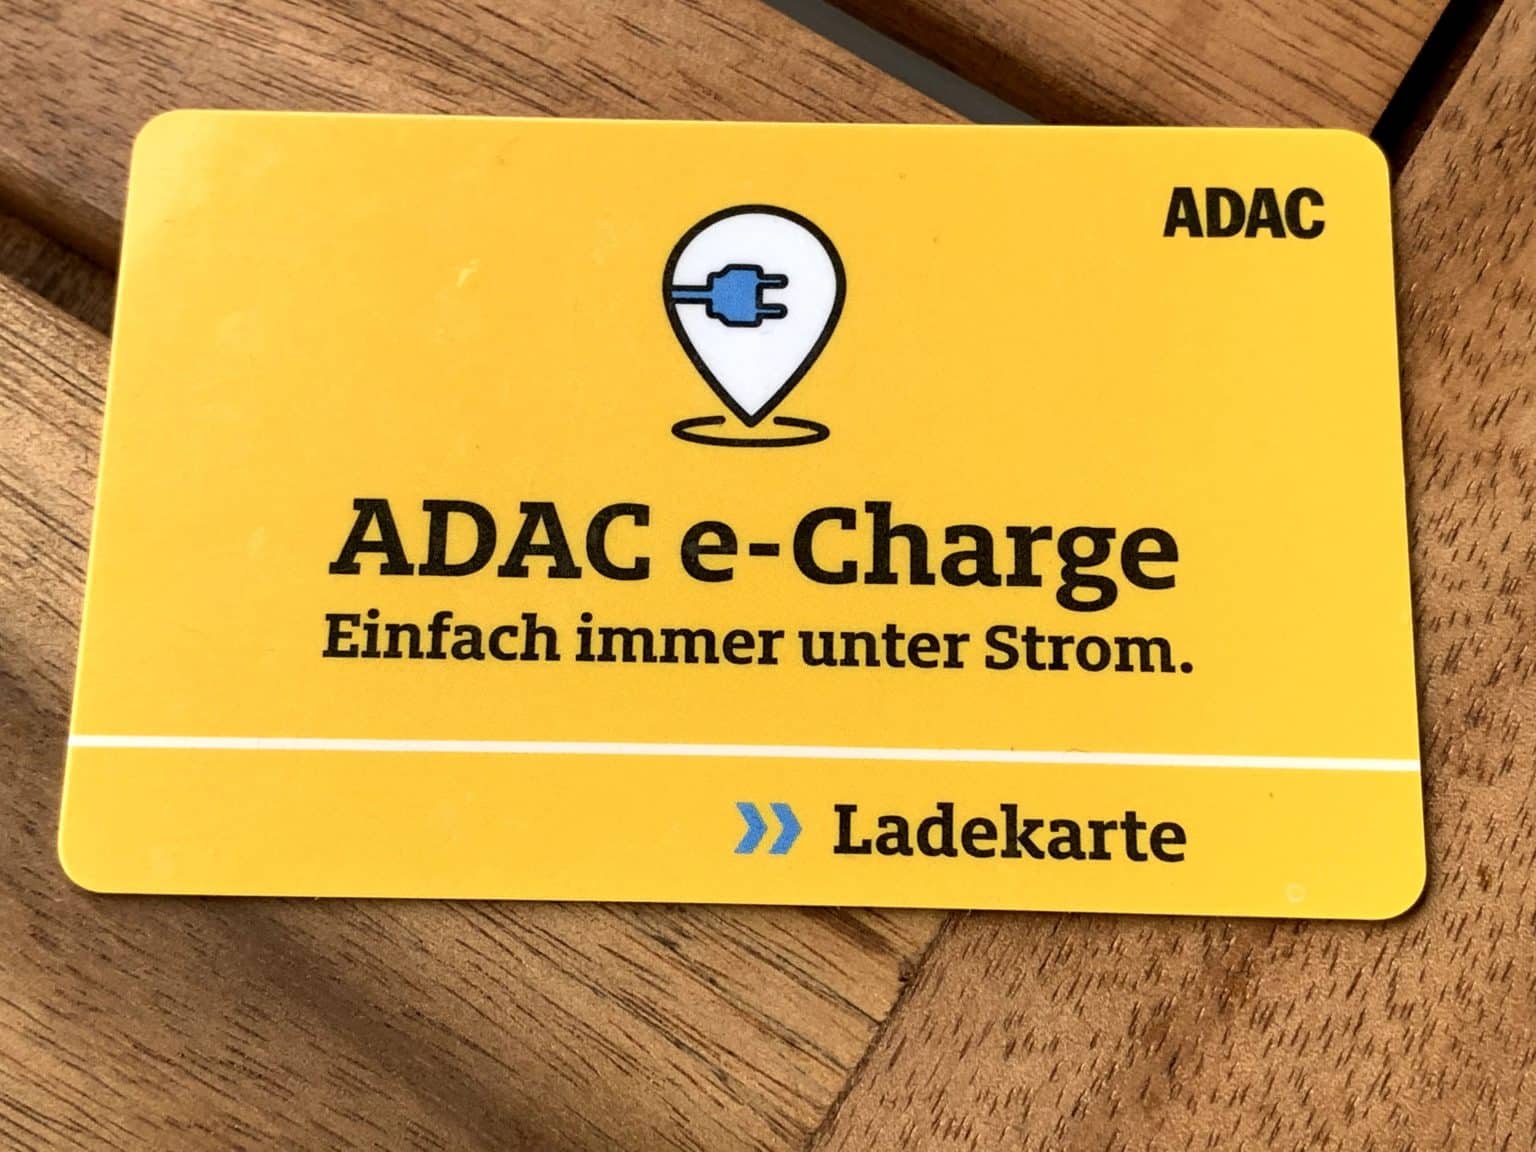 ADAC
ADAC e-Charge
Einfach immer unter Strom.
Ladekarte